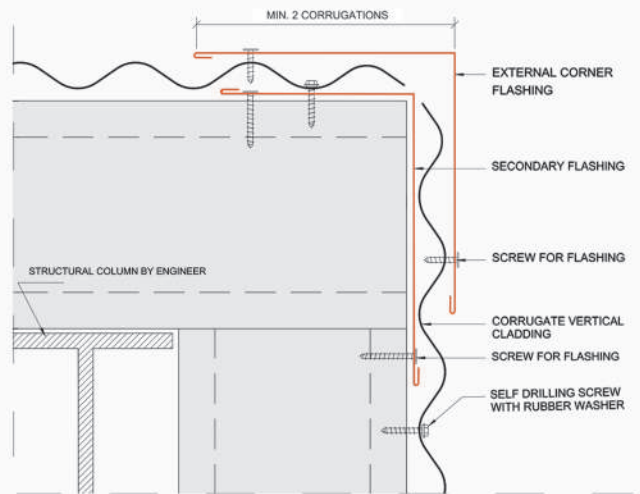 MIN. 2 CORRUGATIONS
EXTERNAL CORNER
FLASHING
SECONDARY FLASHING
SCREW FOR FLASHING
STRUCTURAL COLUMN BY ENGINEER
CORRUGATE VERTICAL
CLADDING
SCREW FOR FLASHING
SELF DRILLING SCREW
WITH RUBBER WASHER